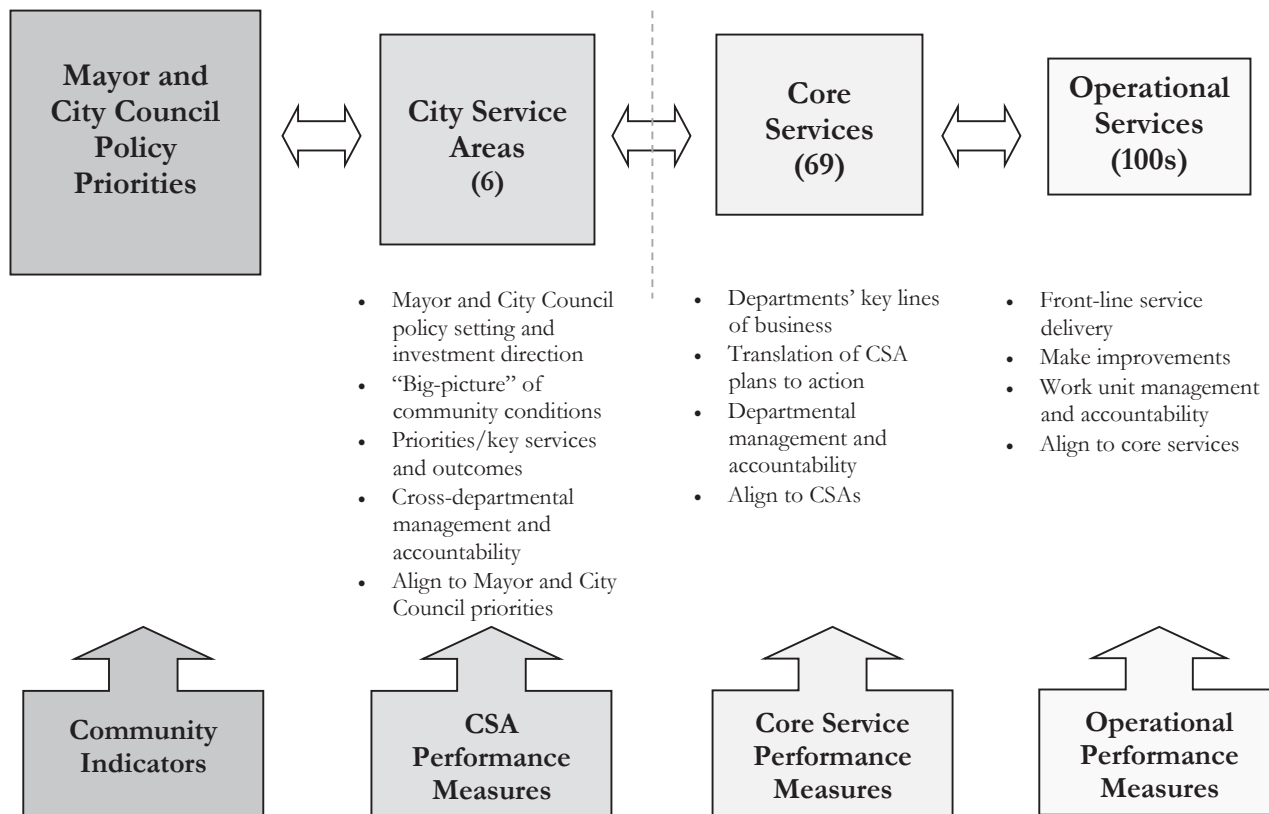 Mayor and
City Council
Policy
Priorities
City Service
Areas
(6)
Core
Services
(69)
Operational
Services
(100s)
• Mayor and City Council
policy setting and
investment direction
• “Big-picture” of
community conditions
• Priorities/key services
and outcomes
• Cross-departmental
management and
accountability
• Align to Mayor and City
Council priorities
• Departments’ key lines
of business
• Translation of CSA
plans to action
• Departmental
management and
accountability
• Align to CSAs
• Front-line service
delivery
• Make improvements
• Work unit management
and accountability
• Align to core services
Community
Indicators
CSA
Performance
Measures
Core Service
Performance
Measures
Operational
Performance
Measures